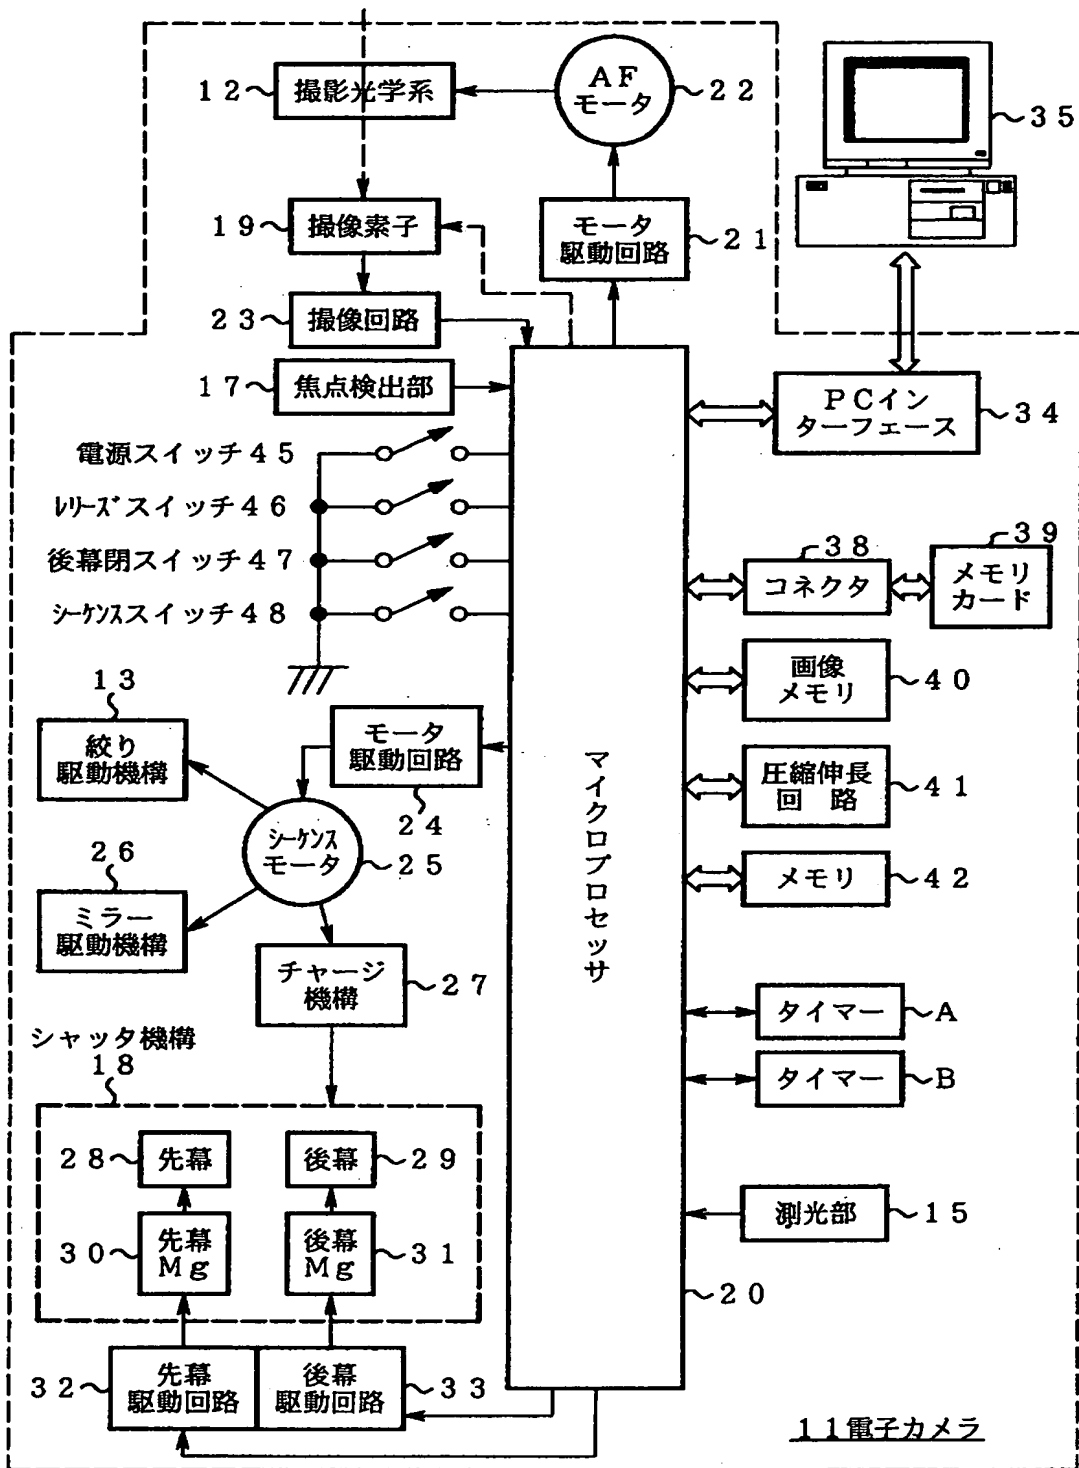 AF
モータ
22
12
撮影光学系
35
19
撮像素子
モータ
駆動回路
21
23
撮像回路
17
焦点検出部
PCイン
ターフェース
34
電源スイッチ45
レリーズスイッチ46
後幕閉スイッチ47
シーケンススイッチ48
38
コネクタ
39
メモリ
カード
画像
メモリ
40
圧縮伸長
回路
41
メモリ
42
13
絞り
駆動機構
モータ
駆動回路
24
シーケンス
モータ
25
26
ミラー
駆動機構
チャージ
機構
27
マイクロプロセッサ
タイマー
A
タイマー
B
シャッタ機構
18
28
先幕
後幕
29
30
先幕
Mg
後幕
Mg
31
測光部
15
20
32
先幕
駆動回路
後幕
駆動回路
33
11電子カメラ